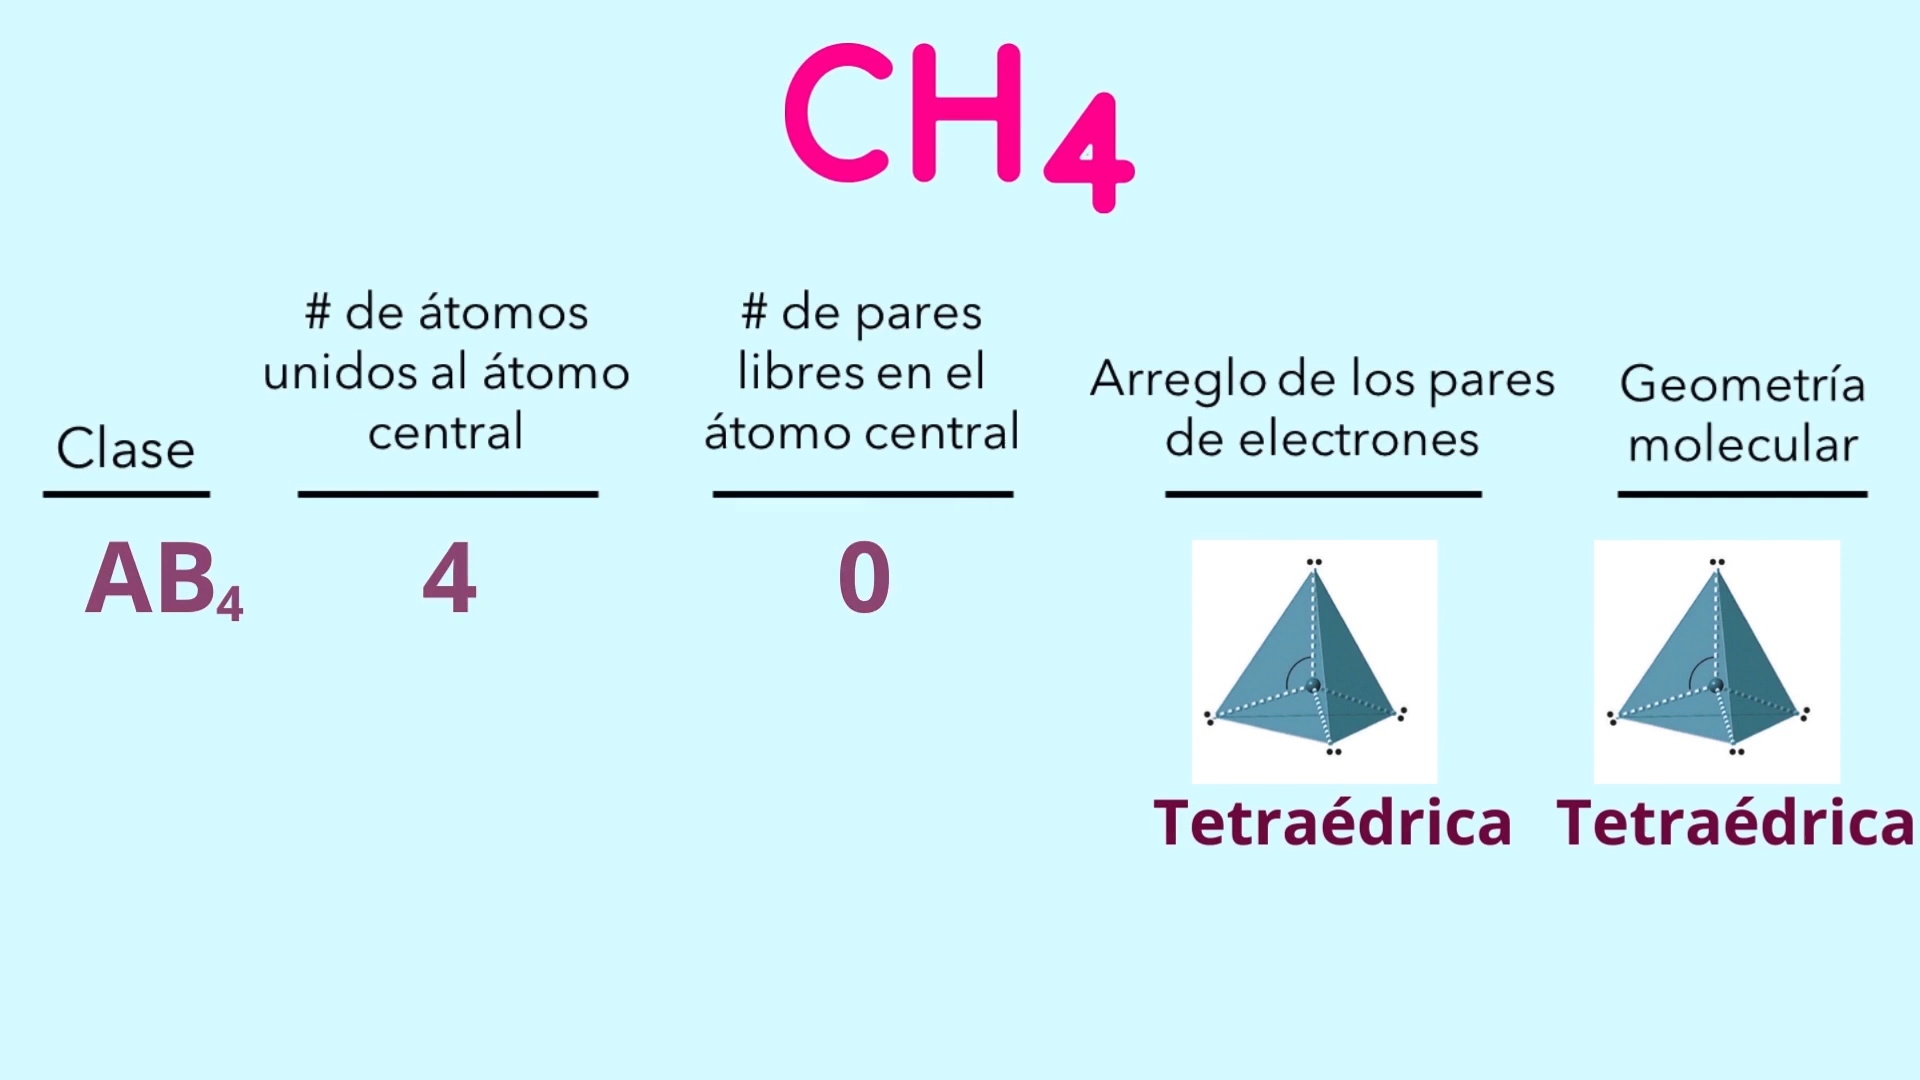 CH₄
Clase
# de átomos
unidos al átomo
central
# de pares
libres en el
átomo central
Arreglo de los pares
de electrones
Geometría
molecular
AB₄
4
0
Tetraédrica
Tetraédrica